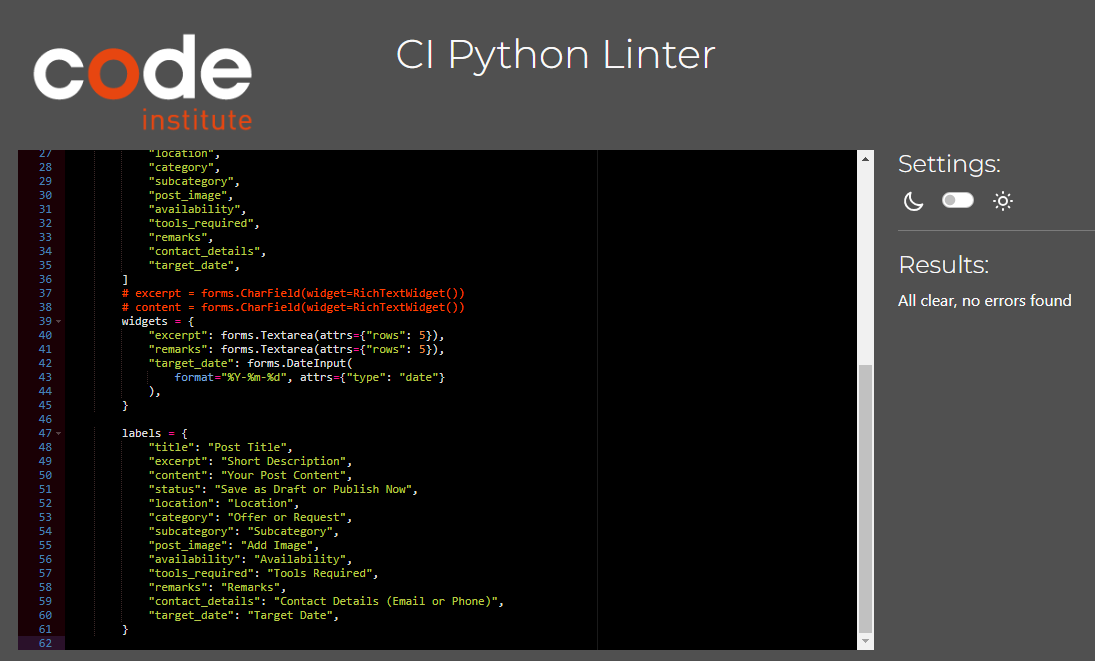 code
institute
CI Python Linter
27 "location",
28 "category",
29 "subcategory",
30 "post_image",
31 "availability",
32 "tools_required",
33 "remarks",
34 "contact_details",
35 "target_date",
36 ]
37 # excerpt = forms.CharField(widget=RichTextWidget())
38 # content = forms.CharField(widget=RichTextWidget())
39 widgets = {
40 "excerpt": forms.Textarea(attrs={"rows": 5}),
41 "remarks": forms.Textarea(attrs={"rows": 5}),
42 "target_date": forms.DateInput(
43 format="%Y-%m-%d", attrs={"type": "date"}
44 ),
45 }
46
47 labels = {
48 "title": "Post Title",
49 "excerpt": "Short Description",
50 "content": "Your Post Content",
51 "status": "Save as Draft or Publish Now",
52 "location": "Location",
53 "category": "Offer or Request",
54 "subcategory": "Subcategory",
55 "post_image": "Add Image",
56 "availability": "Availability",
57 "tools_required": "Tools Required",
58 "remarks": "Remarks",
59 "contact_details": "Contact Details (Email or Phone)",
60 "target_date": "Target Date",
61 }
62
Settings:
Results:
All clear, no errors found